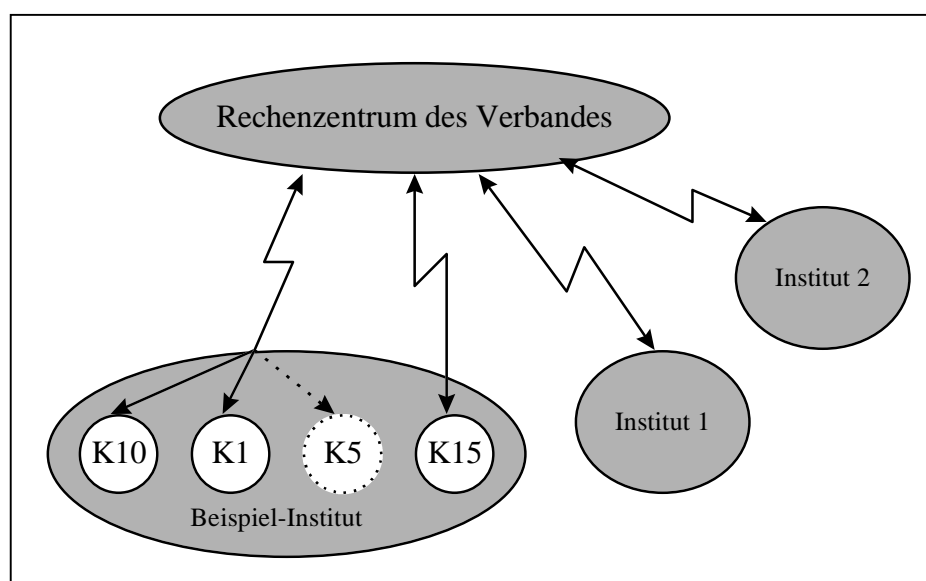 Rechenzentrum des Verbandes
Institut 2
Institut 1
K10
K1
K5
K15
Beispiel-Institut